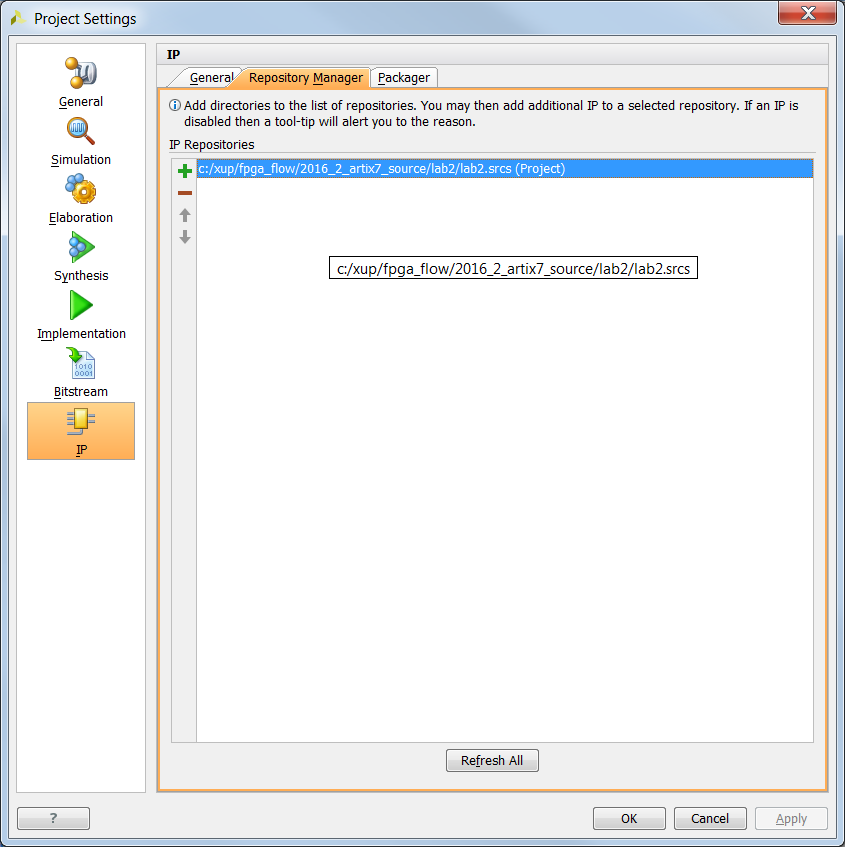 Project Settings
General
Simulation
Elaboration
Synthesis
Implementation
Bitstream
IP
IP
General
Repository Manager
Packager
Add directories to the list of repositories. You may then add additional IP to a selected repository. If an IP is
disabled then a tool-tip will alert you to the reason.
IP Repositories
c:/xup/fpga_flow/2016_2_artix7_source/lab2/lab2.srcs (Project)
c:/xup/fpga_flow/2016_2_artix7_source/lab2/lab2.srcs
Refresh All
?
OK
Cancel
Apply